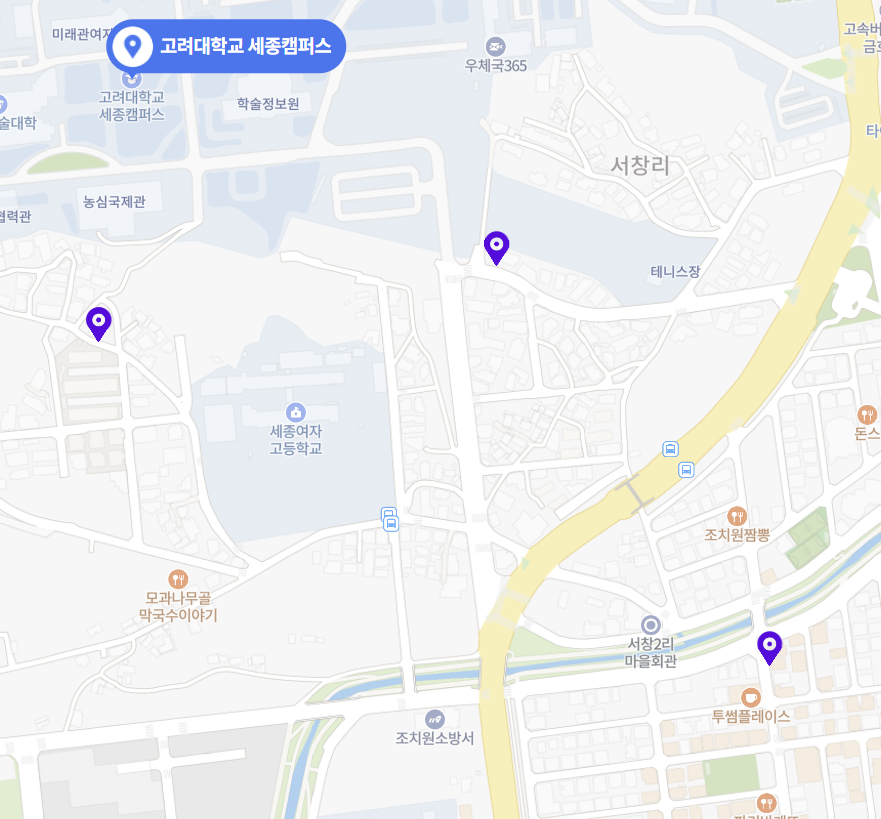 미래관여자
고려대학교 세종캠퍼스
고려대학교
세종캠퍼스
학술정보원
우체국365
고속버
금호
술대학
타
서창리
농심국제관
협력관
테니스장
세종여자
고등학교
돈스
조치원짬뽕
모과나무골
막국수이야기
서창2리
마을회관
투썸플레이스
조치원소방서